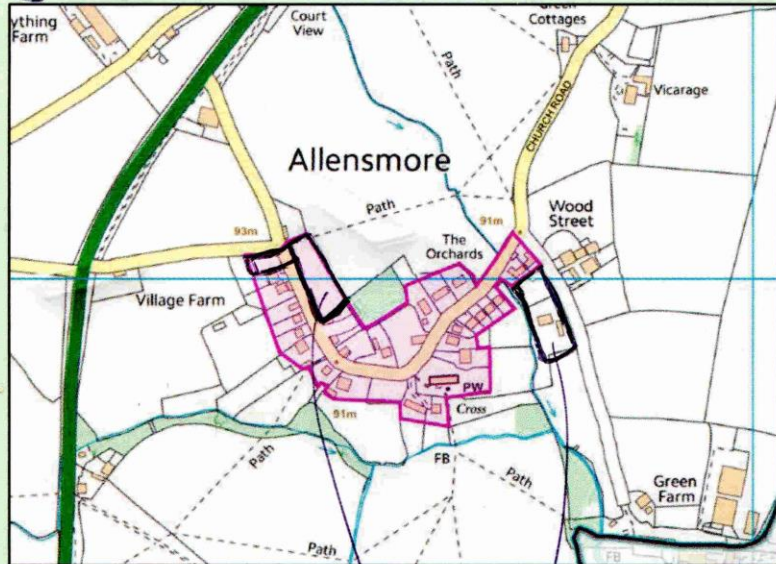 ything
Farm
Court
View
Green
Cottages
Path
Vicarage
CHURCH ROAD
Allensmore
Path
93m
91m
Wood
Street
The
Orchards
Village Farm
PW
Cross
91m
Path
FB
Path
Green
Farm
Path
FB